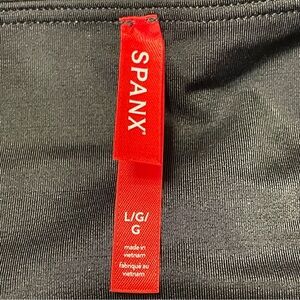 SPANX®
L/G/
G
made in
vietnam
fabriqué au
vietnam